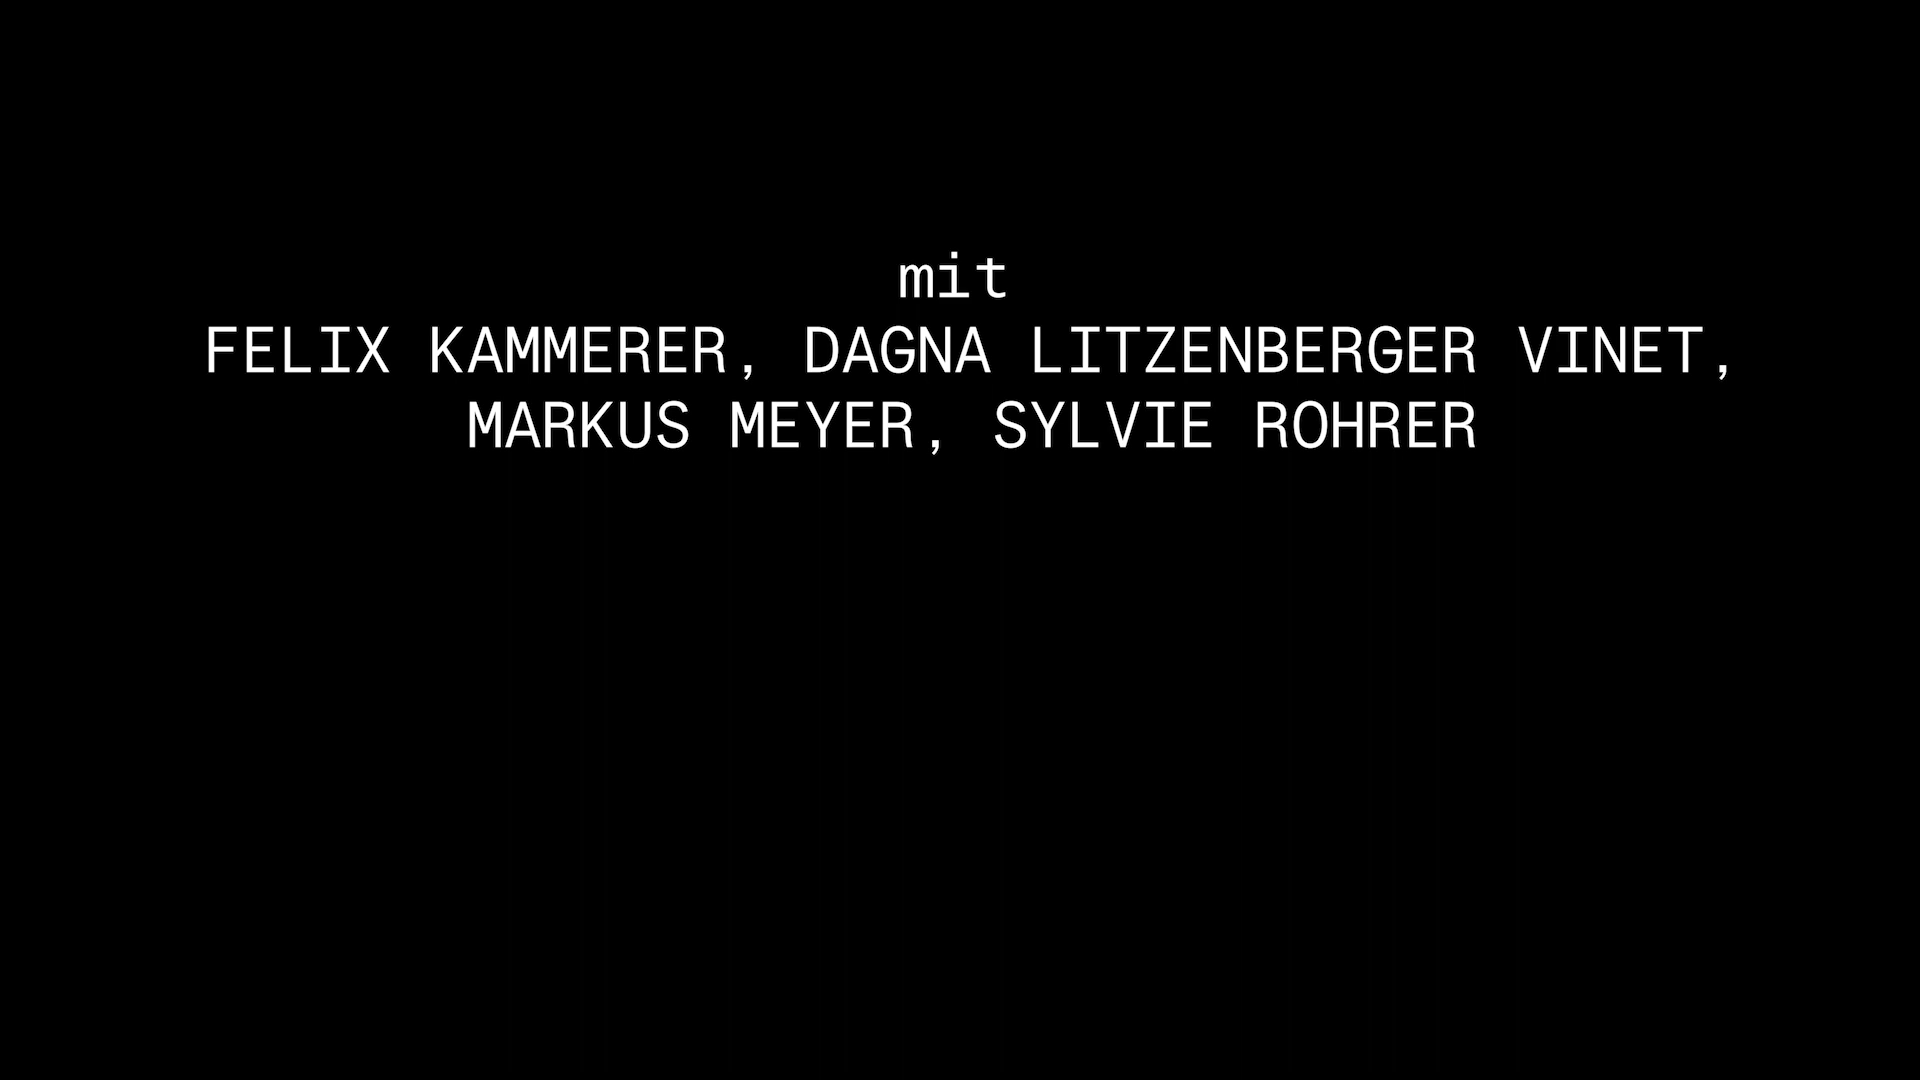 mit
FELIX KAMMERER, DAGNA LITZENBERGER VINET,
MARKUS MEYER, SYLVIE ROHRER